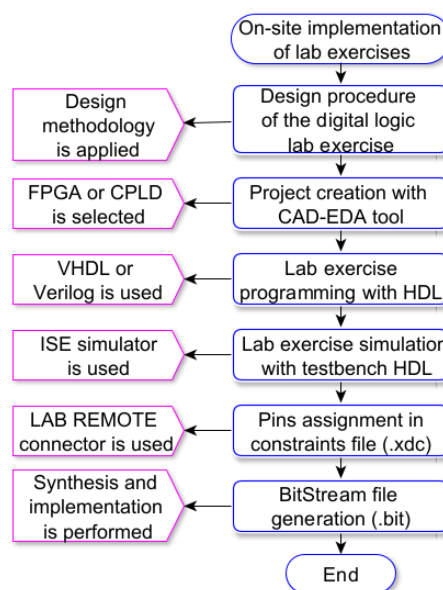 On-site implementation
of lab exercises
Design
methodology
is applied
Design procedure
of the digital logic
lab exercise
FPGA or CPLD
is selected
Project creation with
CAD-EDA tool
VHDL or
Verilog is used
Lab exercise
programming with HDL
ISE simulator
is used
Lab exercise simulation
with testbench HDL
LAB REMOTE
connector is used
Pins assignment in
constraints file (.xdc)
Synthesis and
implementation
is performed
BitStream file
generation (.bit)
End